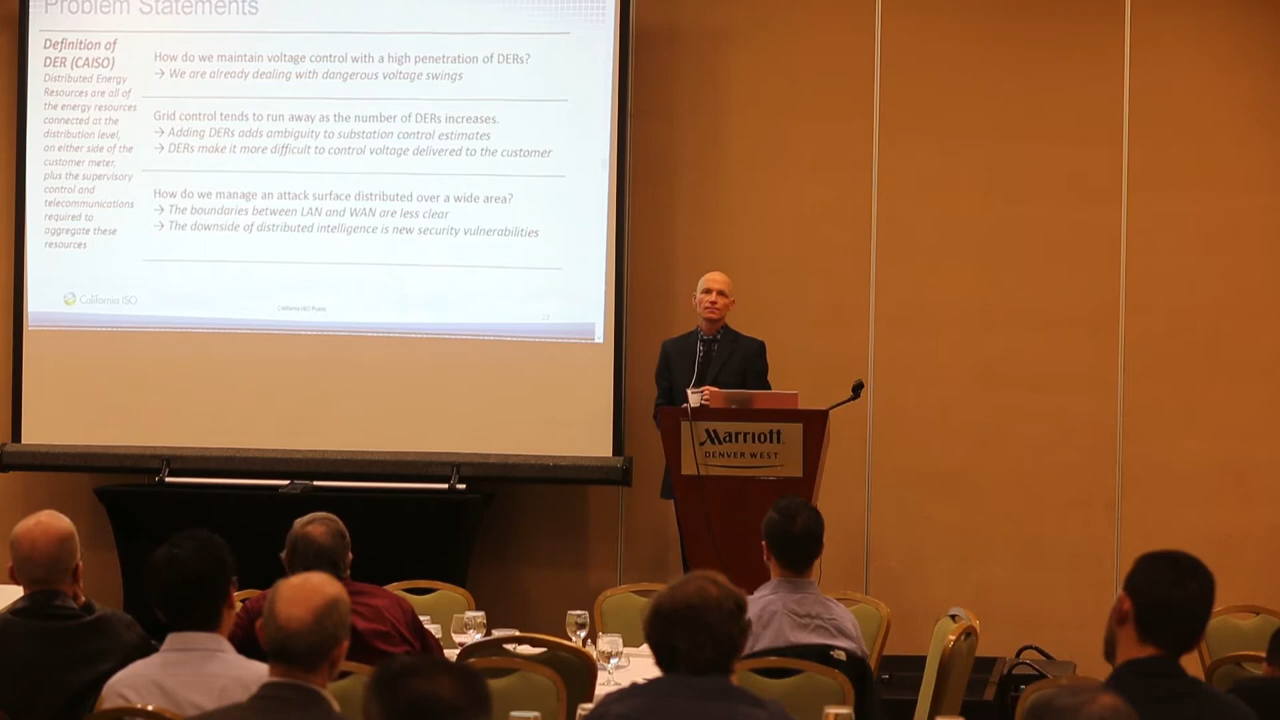 Problem Statements
Definition of
DER (CAISO)
Distributed Energy
Resources are all of
the energy resources
connected at the
distribution level,
on either side of the
customer meter,
plus the supervisory
control and
telecommunications
required to
aggregate these
resources
How do we maintain voltage control with a high penetration of DERs?
→ We are already dealing with dangerous voltage swings
Grid control tends to run away as the number of DERs increases.
→ Adding DERs adds ambiguity to substation control estimates
→ DERs make it more difficult to control voltage delivered to the customer
How do we manage an attack surface distributed over a wide area?
→ The boundaries between LAN and WAN are less clear
→ The downside of distributed intelligence is new security vulnerabilities
California ISO
California ISO Public
Marriott
DENVER WEST